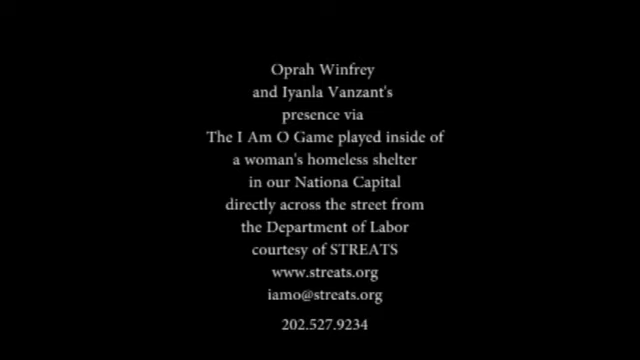 Oprah Winfrey
and Iyanla Vanzant's
presence via
The I Am O Game played inside of
a woman's homeless shelter
in our Nationa Capital
directly across the street from
the Department of Labor
courtesy of STREATS
www.streats.org
iamo@streats.org
202.527.9234